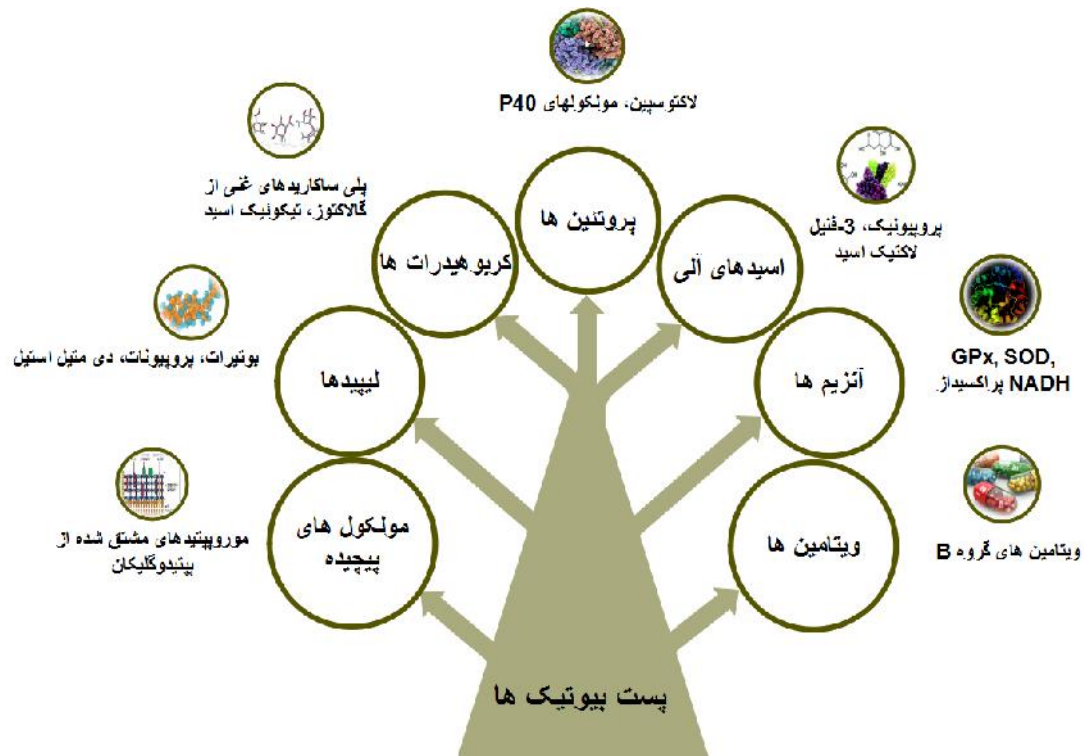 لاکتوسپین، مولکولهای P40
پلی ساکاریدهای غنی از
گالاکتوز، تیکوئیک اسید
پروپیونیک، 3-فنیل
لاکتیک اسید
پروتئین ها
کربوهیدرات ها
اسیدهای آلی
بوتیرات، پروپیونات، دی متیل استیل
لیپیدها
آنزیم ها
GPx, SOD,
NADH پراکسیداز
موروپپتیدهای مشتق شده از
پپتیدوگلیکان
مولکول های
پیچیده
ویتامین ها
ویتامین های گروه B
پست بیوتیک ها